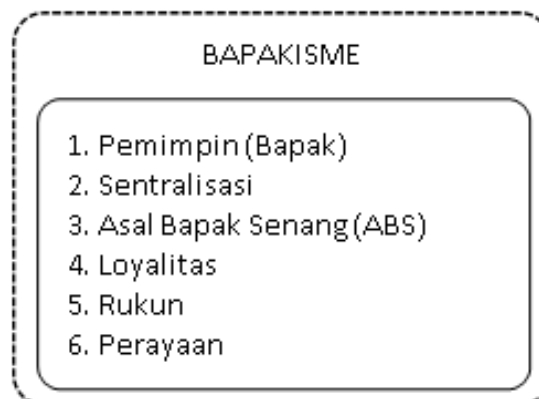 BAPAKISME
1. Pemimpin (Bapak)
2. Sentralisasi
3. Asal Bapak Senang (ABS)
4. Loyalitas
5. Rukun
6. Perayaan